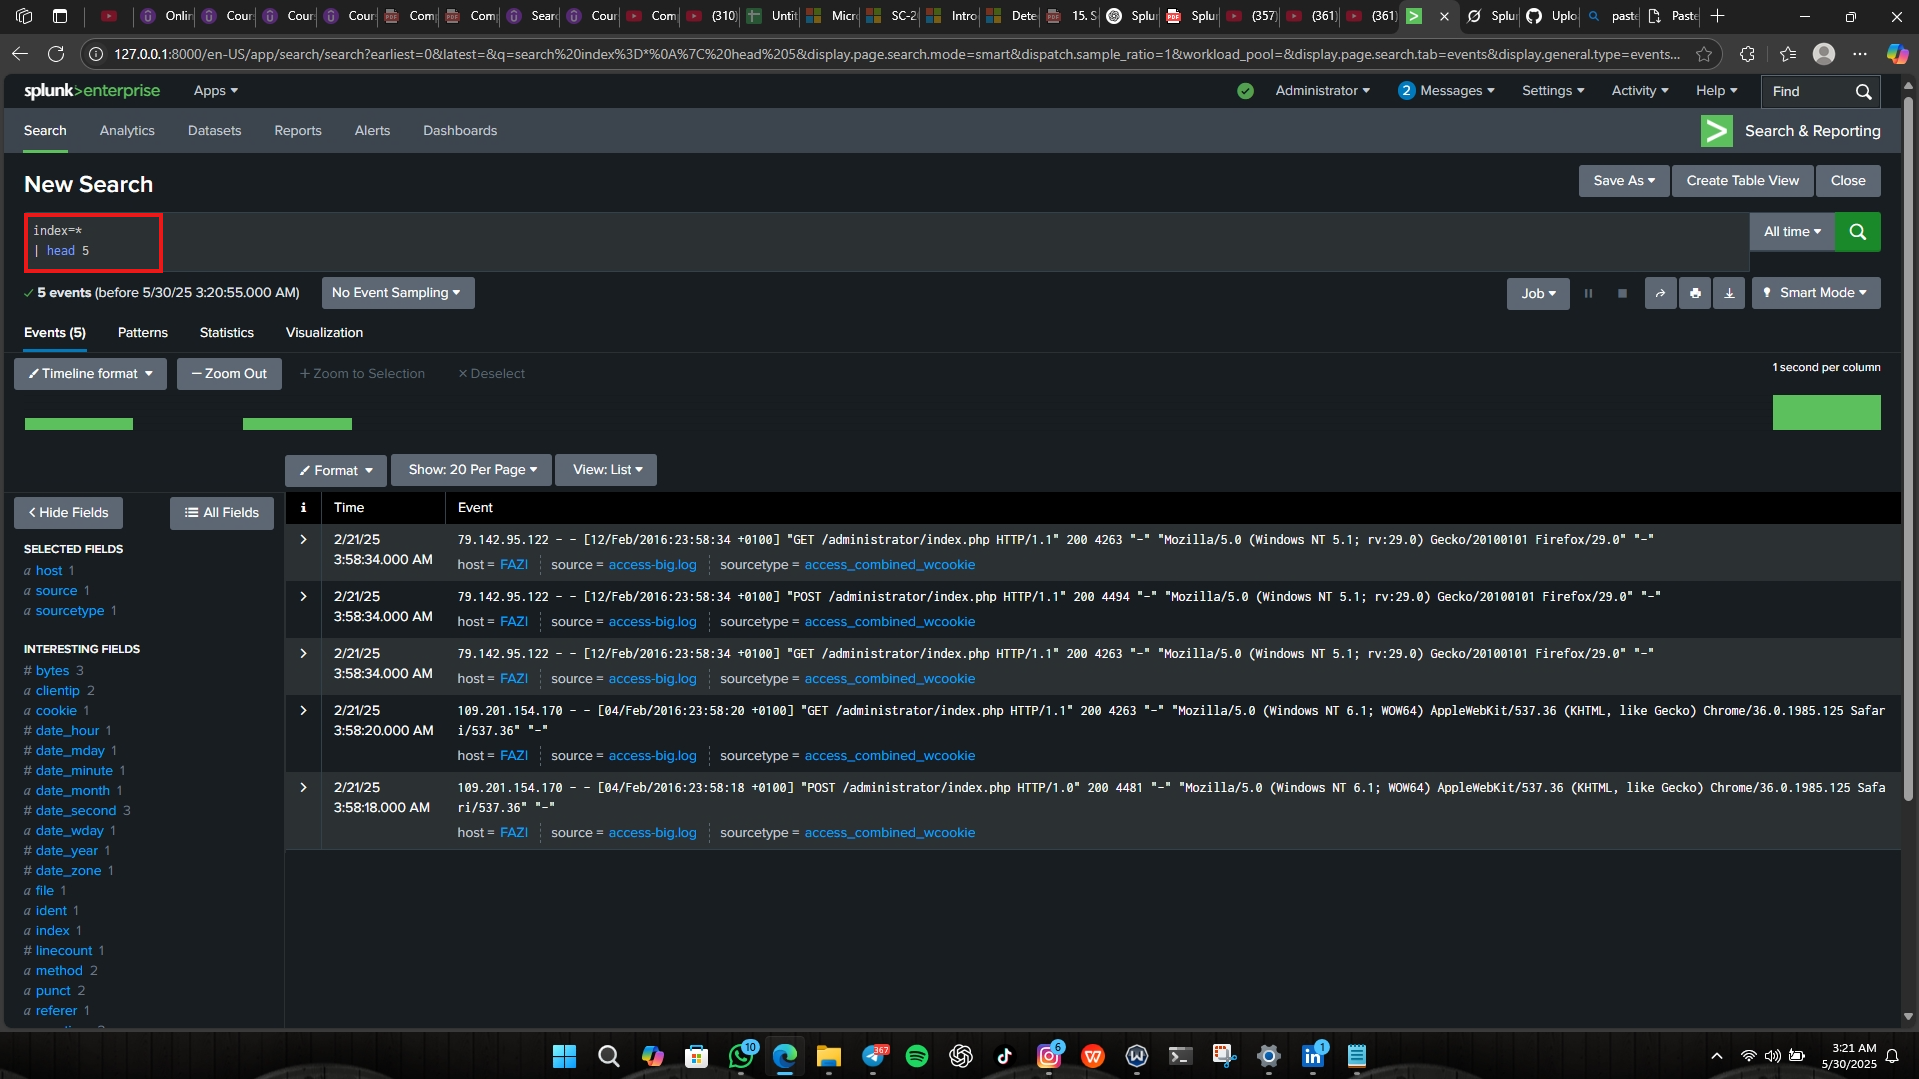 Onlin
Cour
Cour
Cour
Comp
Com
Sear
Cour
Com
(310)
Untit
Micr
SC-2
Intro
Dete
15. S
Splur
Splur
(357)
(361)
(361)
Splur
Uplo
paste
Paste
127.0.0.1:8000/en-US/app/search/search?earliest=0&latest=&q=search%20index%3D*%0A%7C%20head%205&display.page.search.mode=smart&dispatch.sample_ratio=1&workload_pool=&display.page.search.tab=events&display.general.type=events...
splunk>enterprise Apps Administrator 2 Messages Settings Activity Help Find
Search Analytics Datasets Reports Alerts Dashboards Search & Reporting
New Search Save As Create Table View Close
index=*
| head 5
All time
5 events (before 5/30/25 3:20:55.000 AM) No Event Sampling Job Smart Mode
Events (5) Patterns Statistics Visualization
Timeline format Zoom Out + Zoom to Selection × Deselect 1 second per column
Format Show: 20 Per Page View: List
Hide Fields All Fields
i Time Event
SELECTED FIELDS
a host 1
a source 1
a sourcetype 1
INTERESTING FIELDS
# bytes 3
a clientip 2
a cookie 1
# date_hour 1
# date_mday 1
# date_minute 1
a date_month 1
# date_second 3
a date_wday 1
# date_year 1
# date_zone 1
a file 1
a ident 1
a index 1
# linecount 1
a method 2
a punct 2
a referer 1
2/21/25
3:58:34.000 AM
79.142.95.122 - - [12/Feb/2016:23:58:34 +0100] "GET /administrator/index.php HTTP/1.1" 200 4263 "-" "Mozilla/5.0 (Windows NT 5.1; rv:29.0) Gecko/20100101 Firefox/29.0" "-"
host = FAZI source = access-big.log sourcetype = access_combined_wcookie
2/21/25
3:58:34.000 AM
79.142.95.122 - - [12/Feb/2016:23:58:34 +0100] "POST /administrator/index.php HTTP/1.1" 200 4494 "-" "Mozilla/5.0 (Windows NT 5.1; rv:29.0) Gecko/20100101 Firefox/29.0" "-"
host = FAZI source = access-big.log sourcetype = access_combined_wcookie
2/21/25
3:58:34.000 AM
79.142.95.122 - - [12/Feb/2016:23:58:34 +0100] "GET /administrator/index.php HTTP/1.1" 200 4263 "-" "Mozilla/5.0 (Windows NT 5.1; rv:29.0) Gecko/20100101 Firefox/29.0" "-"
host = FAZI source = access-big.log sourcetype = access_combined_wcookie
2/21/25
3:58:20.000 AM
109.201.154.170 - - [04/Feb/2016:23:58:20 +0100] "GET /administrator/index.php HTTP/1.1" 200 4263 "-" "Mozilla/5.0 (Windows NT 6.1; WOW64) AppleWebKit/537.36 (KHTML, like Gecko) Chrome/36.0.1985.125 Safar
i/537.36" "-"
host = FAZI source = access-big.log sourcetype = access_combined_wcookie
2/21/25
3:58:18.000 AM
109.201.154.170 - - [04/Feb/2016:23:58:18 +0100] "POST /administrator/index.php HTTP/1.0" 200 4481 "-" "Mozilla/5.0 (Windows NT 6.1; WOW64) AppleWebKit/537.36 (KHTML, like Gecko) Chrome/36.0.1985.125 Safa
ri/537.36" "-"
host = FAZI source = access-big.log sourcetype = access_combined_wcookie
10
367
6
1
3:21 AM
5/30/2025